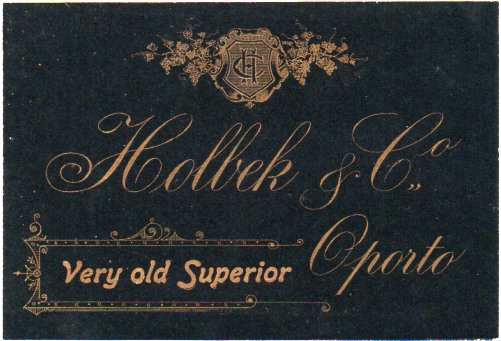 Holbek & Co.
Oporto
Very old Superior